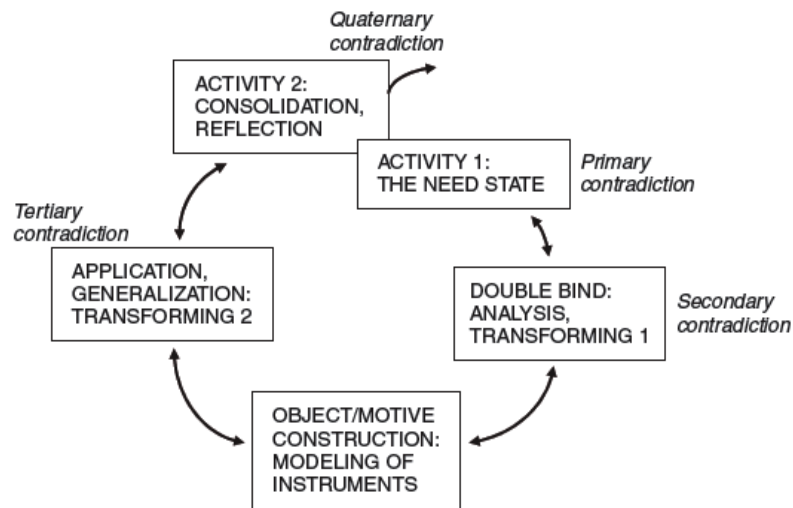 Quaternary
contradiction
ACTIVITY 2:
CONSOLIDATION,
REFLECTION
ACTIVITY 1:
THE NEED STATE
Primary
contradiction
Tertiary
contradiction
APPLICATION,
GENERALIZATION:
TRANSFORMING 2
DOUBLE BIND:
ANALYSIS,
TRANSFORMING 1
Secondary
contradiction
OBJECT/MOTIVE
CONSTRUCTION:
MODELING OF
INSTRUMENTS